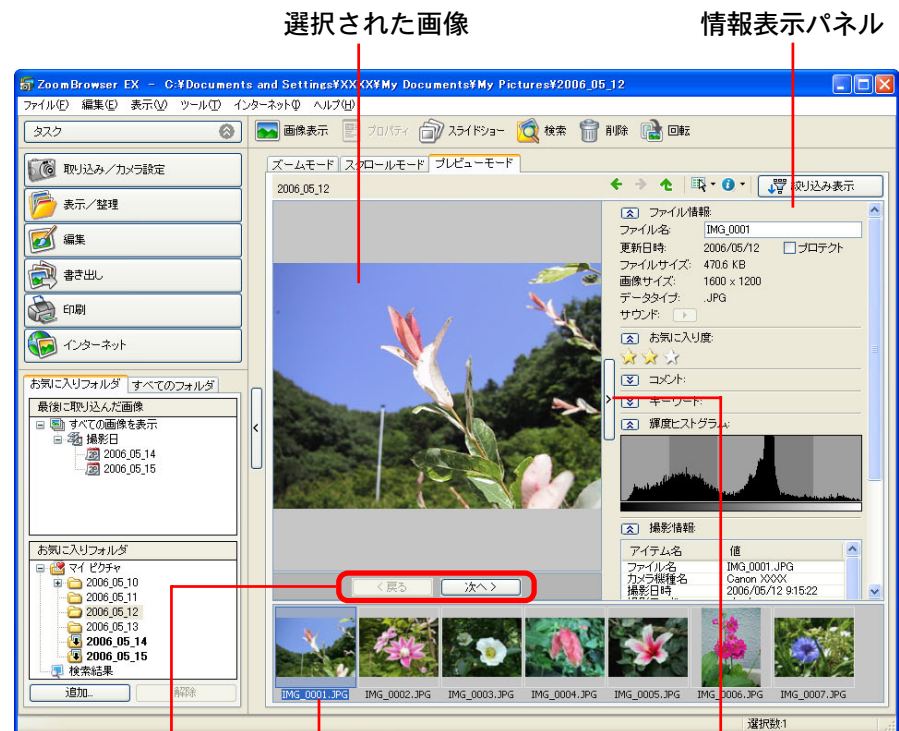 選択された画像
情報表示パネル
ZoomBrowser EX - C:¥Documents and Settings¥XXXX¥My Documents¥My Pictures¥2006_05_12
ファイル(F) 編集(E) 表示(V) ツール(T) インターネット(I) ヘルプ(H)
タスク
画像表示 プロパティ スライドショー 検索 削除 回転
取り込み／カメラ設定
表示／整理
編集
書き出し
印刷
インターネット
お気に入りフォルダ すべてのフォルダ
最後に取り込んだ画像
すべての画像を表示
撮影日
2006_05_14
2006_05_15
お気に入りフォルダ
マイ ピクチャ
2006_05_10
2006_05_11
2006_05_12
2006_05_13
2006_05_14
2006_05_15
検索結果
追加... 解除
ズームモード スクロールモード プレビューモード
2006_05_12
取り込み表示
ファイル情報:
ファイル名: IMG_0001
更新日時: 2006/05/12 プロテクト
ファイルサイズ: 470.6 KB
画像サイズ: 1600 x 1200
データタイプ: .JPG
サウンド:
お気に入り度:
コメント:
キーワード:
輝度ヒストグラム:
撮影情報:
アイテム名 値
ファイル名 IMG_0001.JPG
カメラ機種名 Canon XXXX
撮影日時 2006/05/12 9:15:22
<戻る 次へ>
IMG_0001.JPG IMG_0002.JPG IMG_0003.JPG IMG_0004.JPG IMG_0005.JPG IMG_0006.JPG IMG_0007.JPG
選択数:1